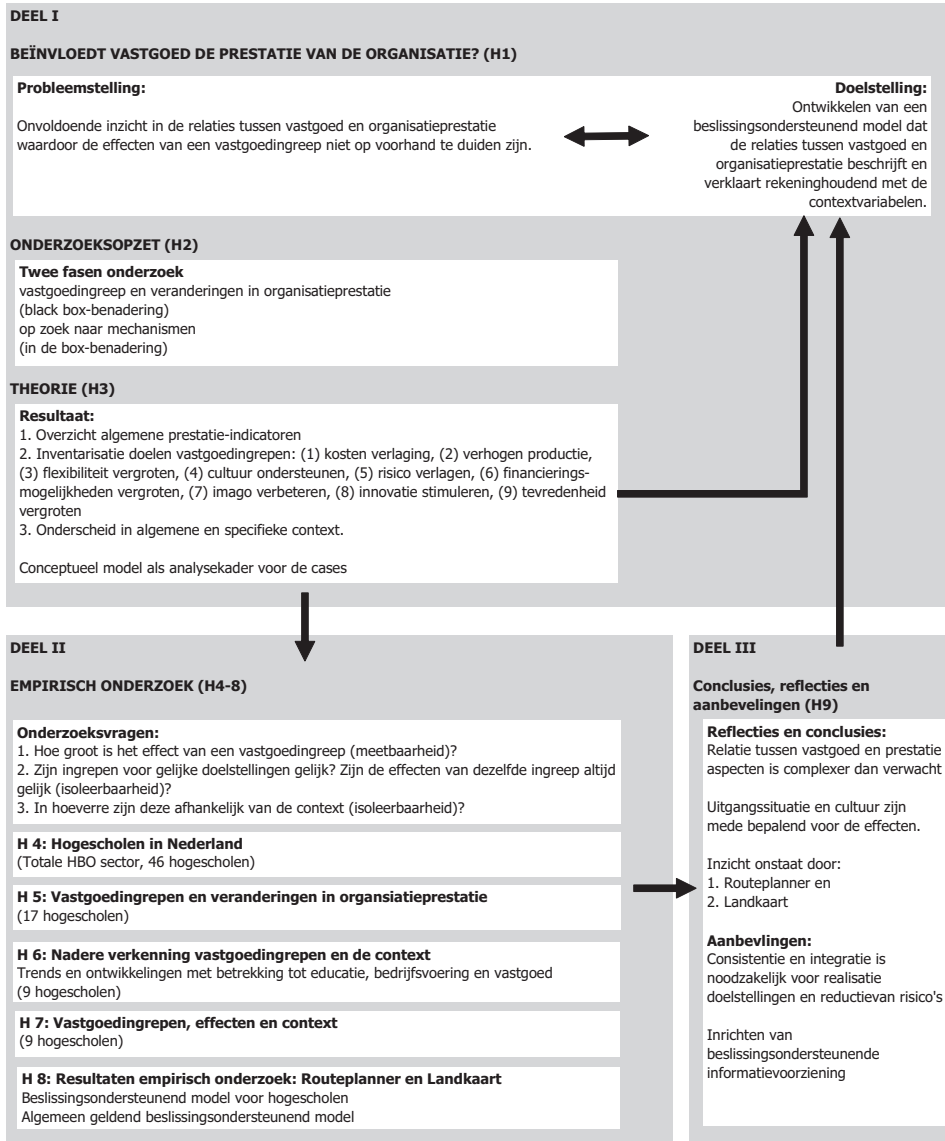 DEEL I
BEÏNVLOEDT VASTGOED DE PRESTATIE VAN DE ORGANISATIE? (H1)
Probleemstelling:
Onvoldoende inzicht in de relaties tussen vastgoed en organisatieprestatie
waardoor de effecten van een vastgoedingreep niet op voorhand te duiden zijn.
Doelstelling:
Ontwikkelen van een
beslissingsondersteunend model dat
de relaties tussen vastgoed en
organisatieprestatie beschrijft en
verklaart rekeninghoudend met de
contextvariabelen.
ONDERZOEKSOPZET (H2)
Twee fasen onderzoek
vastgoedingreep en veranderingen in organisatieprestatie
(black box-benadering)
op zoek naar mechanismen
(in de box-benadering)
THEORIE (H3)
Resultaat:
1. Overzicht algemene prestatie-indicatoren
2. Inventarisatie doelen vastgoedingrepen: (1) kosten verlaging, (2) verhogen productie,
(3) flexibiliteit vergroten, (4) cultuur ondersteunen, (5) risico verlagen, (6) financierings-
mogelijkheden vergroten, (7) imago verbeteren, (8) innovatie stimuleren, (9) tevredenheid
vergroten
3. Onderscheid in algemene en specifieke context.
Conceptueel model als analysekader voor de cases
DEEL II
EMPIRISCH ONDERZOEK (H4-8)
Onderzoeksvragen:
1. Hoe groot is het effect van een vastgoedingreep (meetbaarheid)?
2. Zijn ingrepen voor gelijke doelstellingen gelijk? Zijn de effecten van dezelfde ingreep altijd
gelijk (isoleerbaarheid)?
3. In hoeverre zijn deze afhankelijk van de context (isoleerbaarheid)?
H 4: Hogescholen in Nederland
(Totale HBO sector, 46 hogescholen)
H 5: Vastgoedingrepen en veranderingen in organsiatieprestatie
(17 hogescholen)
H 6: Nadere verkenning vastgoedingrepen en de context
Trends en ontwikkelingen met betrekking tot educatie, bedrijfsvoering en vastgoed
(9 hogescholen)
H 7: Vastgoedingrepen, effecten en context
(9 hogescholen)
H 8: Resultaten empirisch onderzoek: Routeplanner en Landkaart
Beslissingsondersteunend model voor hogescholen
Algemeen geldend beslissingsondersteunend model
DEEL III
Conclusies, reflecties en
aanbevelingen (H9)
Reflecties en conclusies:
Relatie tussen vastgoed en prestatie
aspecten is complexer dan verwacht
Uitgangssituatie en cultuur zijn
mede bepalend voor de effecten.
Inzicht onstaat door:
1. Routeplanner en
2. Landkaart
Aanbevlingen:
Consistentie en integratie is
noodzakelijk voor realisatie
doelstellingen en reductievan risico's
Inrichten van
beslissingsondersteunende
informatievoorziening